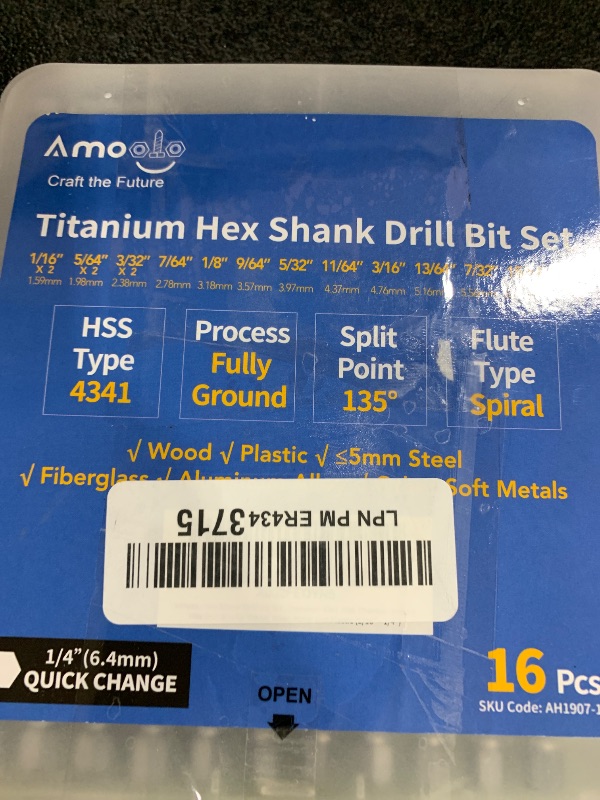 Amo
Craft the Future
Titanium Hex Shank Drill Bit Set
1/16" 5/64" 3/32" 7/64" 1/8" 9/64" 5/32" 11/64" 3/16" 13/64" 7/32"
X 2 X 2 X 2
1.59mm 1.98mm 2.38mm 2.78mm 3.18mm 3.57mm 3.97mm 4.37mm 4.76mm 5.16mm
HSS
Type
4341
Process
Fully
Ground
Split
Point
135°
Flute
Type
Spiral
√ Wood √ Plastic √ ≤5mm Steel
√ Fiberglass √ Aluminum Alloy √ Soft Metals
LPN PM ER4343715
1/4"(6.4mm)
QUICK CHANGE
OPEN
16 Pcs
SKU Code: AH1907-1